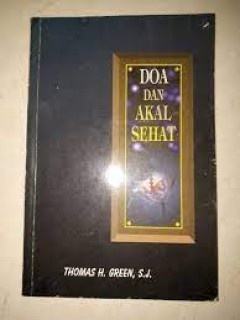 DOA
DAN
AKAL
SEHAT
THOMAS H. GREEN, S.J.